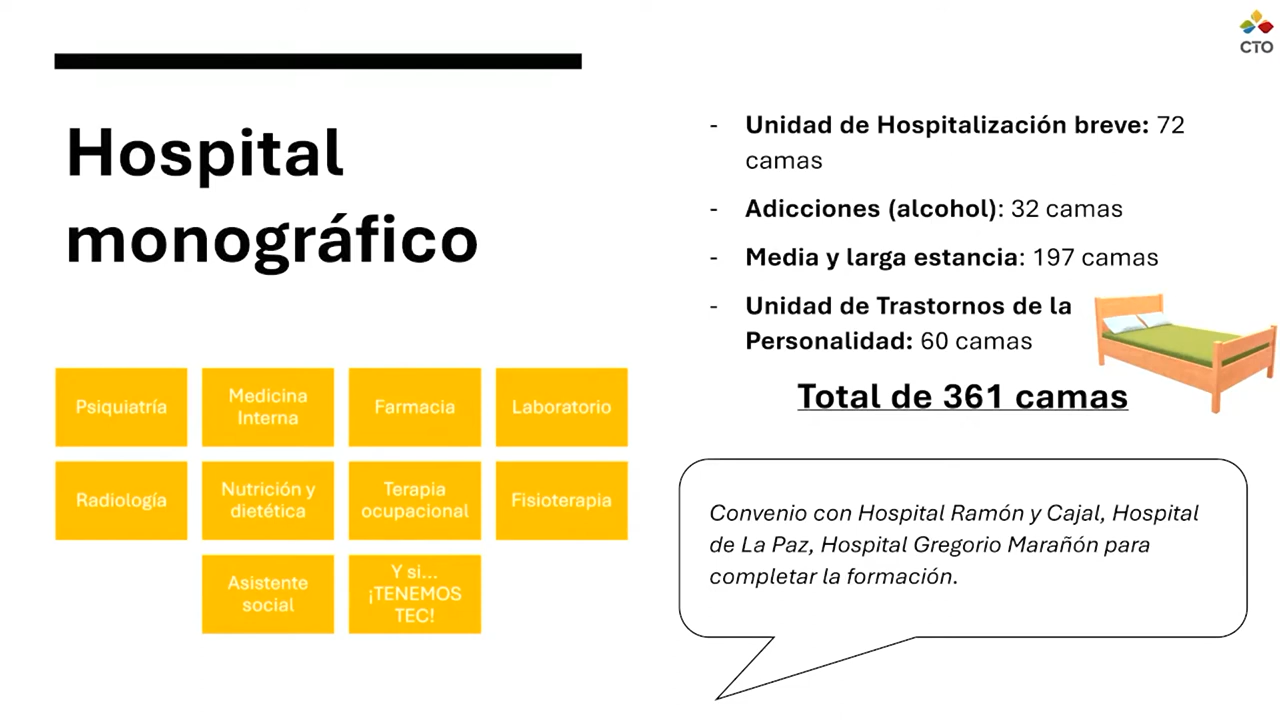 CTO
Hospital
monográfico
- Unidad de Hospitalización breve: 72
camas
- Adicciones (alcohol): 32 camas
- Media y larga estancia: 197 camas
- Unidad de Trastornos de la
Personalidad: 60 camas
Total de 361 camas
Psiquiatría
Medicina
Interna
Farmacia
Laboratorio
Radiología
Nutrición y
dietética
Terapia
ocupacional
Fisioterapia
Asistente
social
Y si...
¡TENEMOS
TEC!
Convenio con Hospital Ramón y Cajal, Hospital
de La Paz, Hospital Gregorio Marañón para
completar la formación.